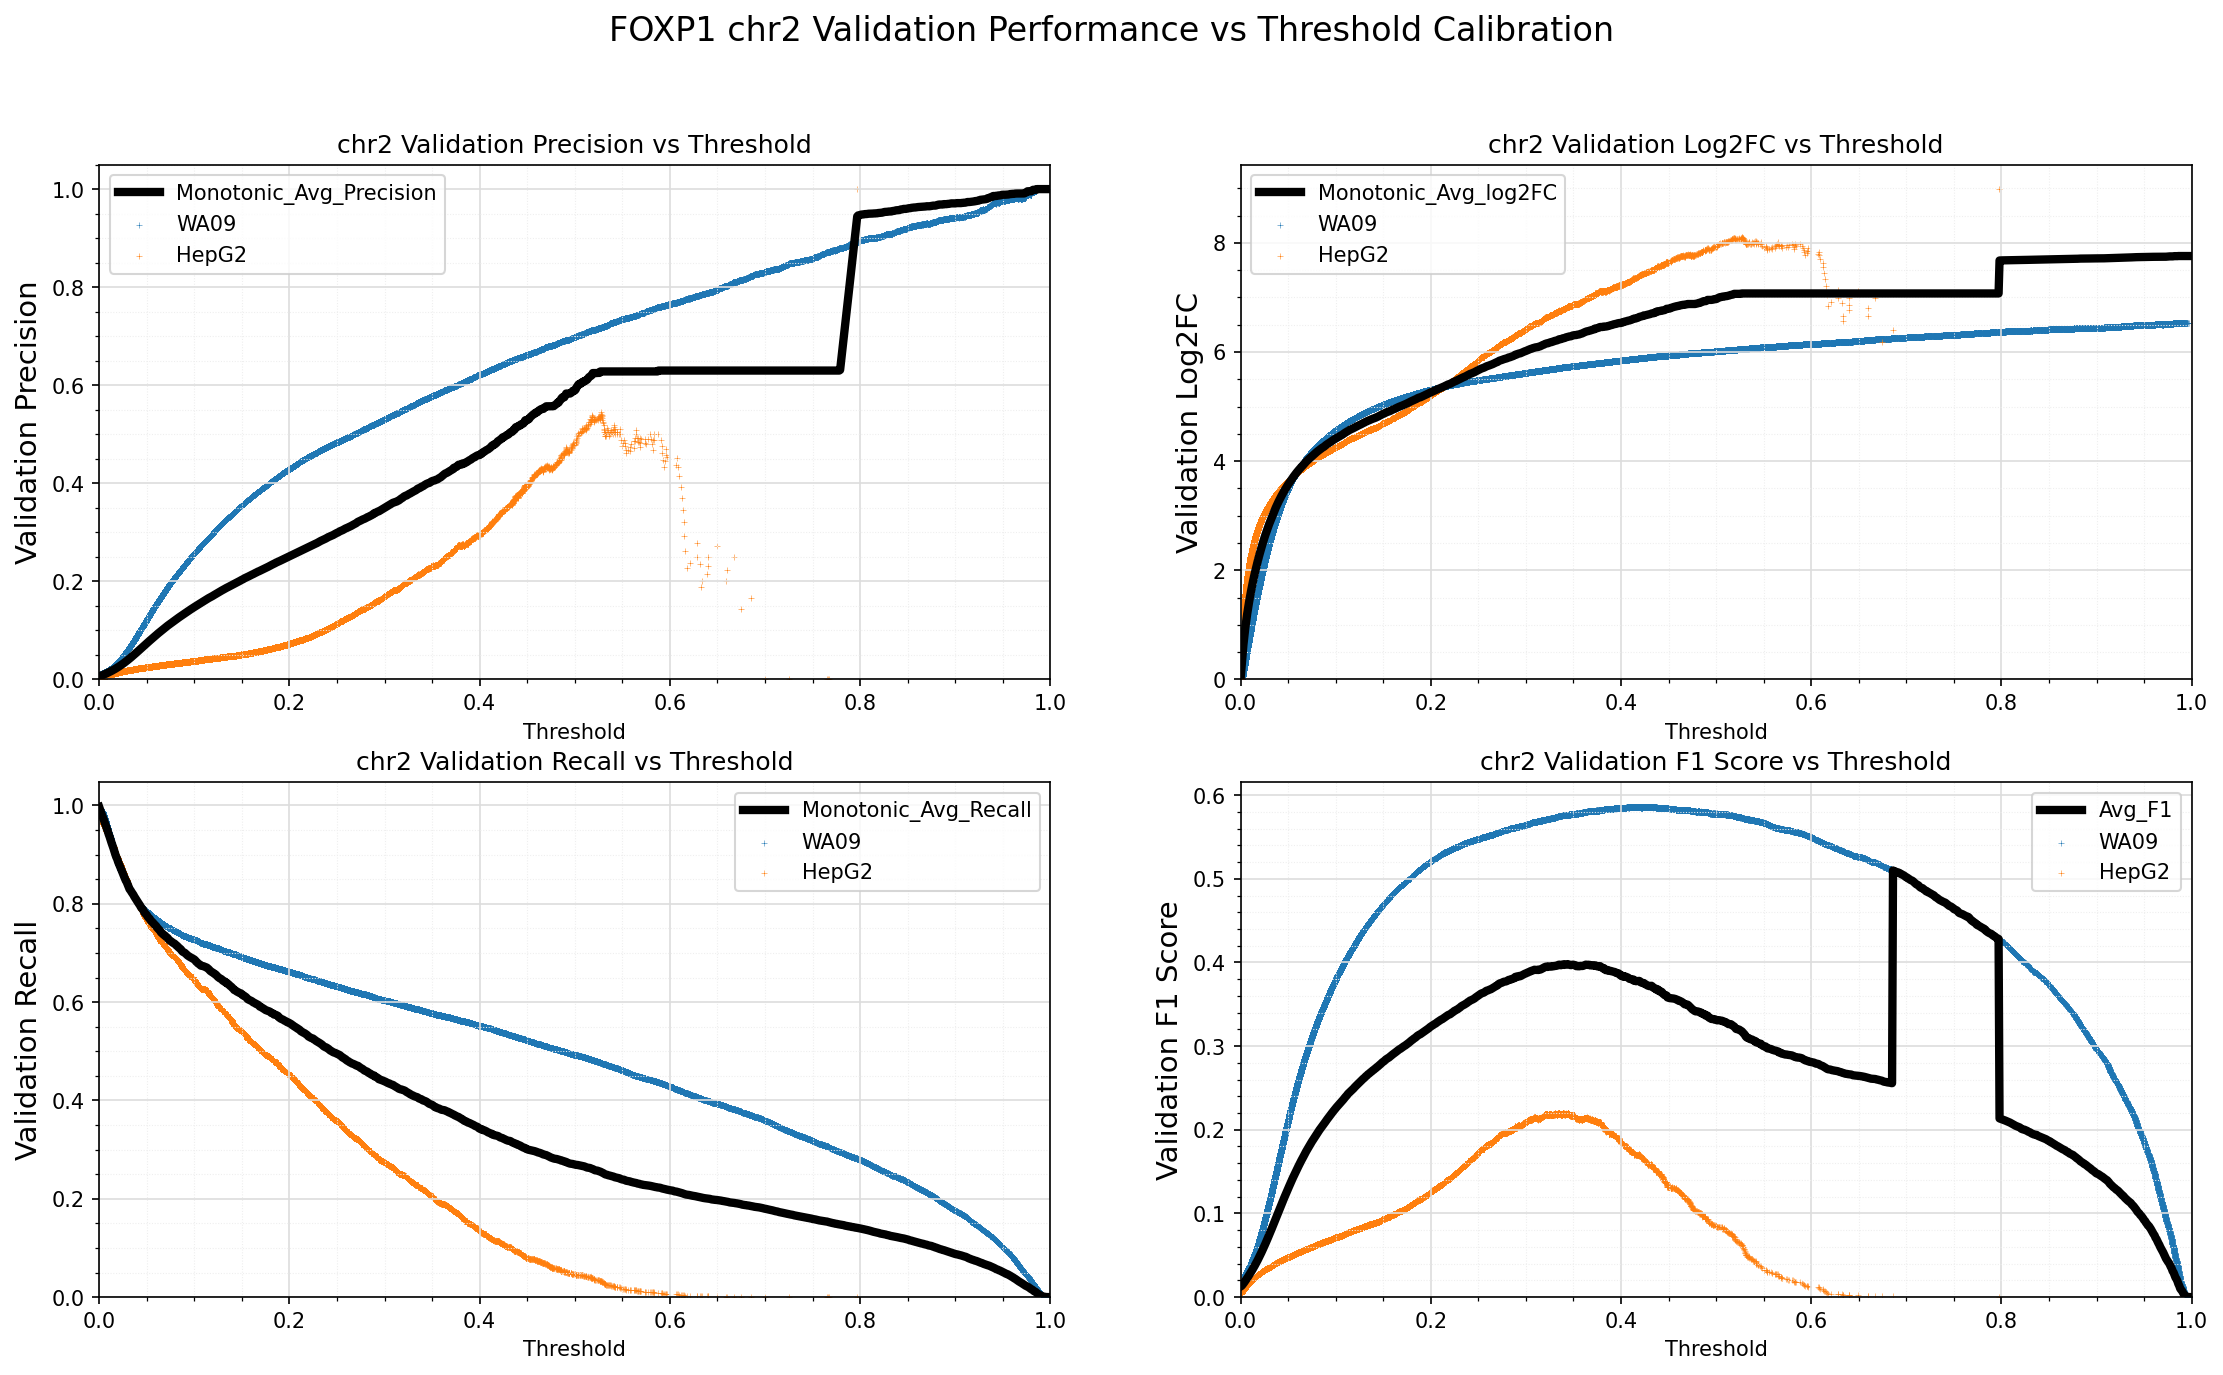 FOXP1 chr2 Validation Performance vs Threshold Calibration
chr2 Validation Precision vs Threshold
Validation Precision
1.0
0.8
0.6
0.4
0.2
0.0
Monotonic_Avg_Precision
WA09
HepG2
0.0 0.2 0.4 0.6 0.8 1.0
Threshold
chr2 Validation Log2FC vs Threshold
Validation Log2FC
8
6
4
2
0
Monotonic_Avg_log2FC
WA09
HepG2
0.0 0.2 0.4 0.6 0.8 1.0
Threshold
chr2 Validation Recall vs Threshold
Validation Recall
1.0
0.8
0.6
0.4
0.2
0.0
Monotonic_Avg_Recall
WA09
HepG2
0.0 0.2 0.4 0.6 0.8 1.0
Threshold
chr2 Validation F1 Score vs Threshold
Validation F1 Score
0.6
0.5
0.4
0.3
0.2
0.1
0.0
Avg_F1
WA09
HepG2
0.0 0.2 0.4 0.6 0.8 1.0
Threshold